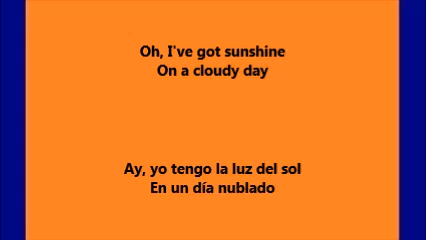 Oh, I've got sunshine
On a cloudy day
Ay, yo tengo la luz del sol
En un día nublado